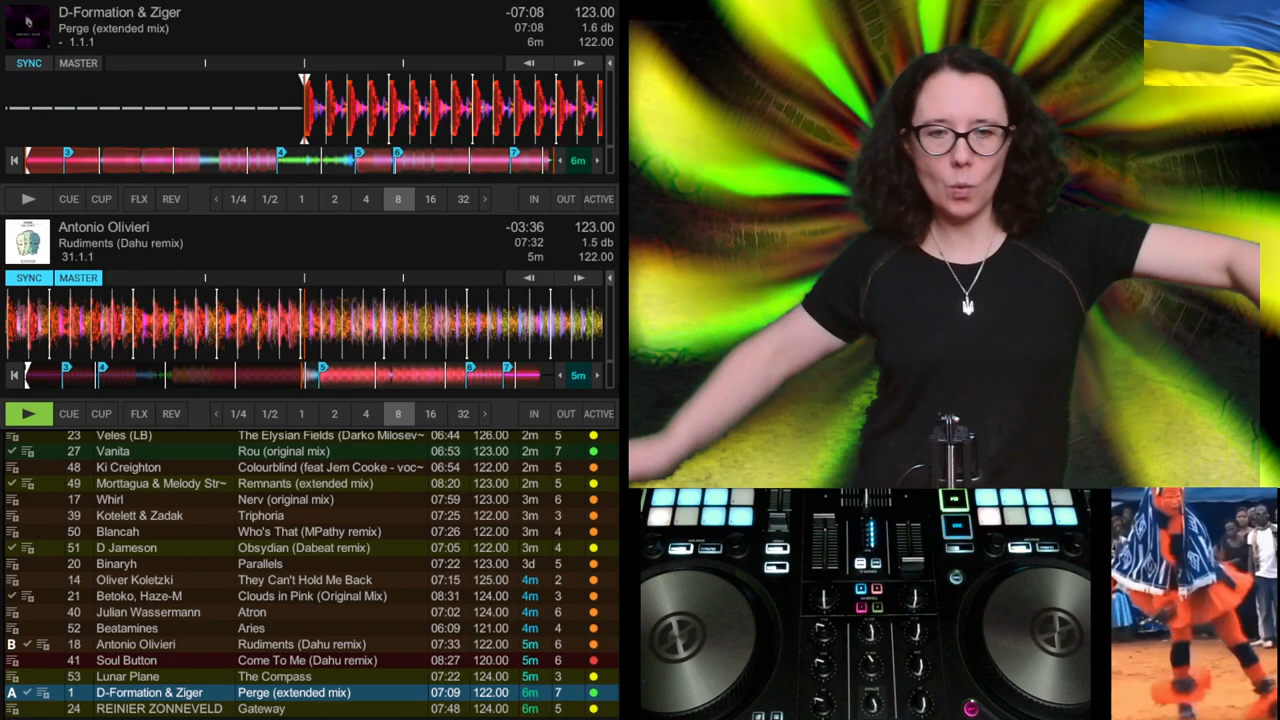 D-Formation & Ziger -07:08 123.00
Perge (extended mix) 07:08 1.6 db
- 1.1.1 6m 122.00
SYNC MASTER
3 4 5 6 7 6m
CUE CUP FLX REV 1/4 1/2 1 2 4 8 16 32 IN OUT ACTIVE
Antonio Olivieri -03:36 123.00
Rudiments (Dahu remix) 07:32 1.5 db
31.1.1 5m 122.00
SYNC MASTER
3 4 5 6 7 5m
CUE CUP FLX REV 1/4 1/2 1 2 4 8 16 32 IN OUT ACTIVE
23 Veles (LB) The Elysian Fields (Darko Milosev~ 06:44 126.00 2m 5
27 Vanita Rou (original mix) 06:53 123.00 2m 7
48 Ki Creighton Colourblind (feat Jem Cooke - voc~ 06:54 122.00 2m 5
49 Morttagua & Melody Str~ Remnants (extended mix) 08:20 123.00 2m 5
17 Whirl Nerv (original mix) 07:59 123.00 3m 6
39 Kotelett & Zadak Triphoria 07:25 123.00 3m 3
50 Blancah Who's That (MPathy remix) 07:26 122.00 3m 4
51 D Jameson Obsydian (Dabeat remix) 07:05 122.00 3m 4
20 Binaryh Parallels 07:22 123.00 3d 5
14 Oliver Koletzki They Can't Hold Me Back 07:15 125.00 4m 2
21 Betoko, Haze-M Clouds in Pink (Original Mix) 08:31 124.00 4m 3
40 Julian Wassermann Atron 07:02 124.00 4m 6
52 Beatamines Aries 06:09 121.00 4m 4
B 18 Antonio Olivieri Rudiments (Dahu remix) 07:33 122.00 5m 6
41 Soul Button Come To Me (Dahu remix) 08:27 120.00 5m 6
53 Lunar Plane The Compass 07:22 124.00 5m 3
A 1 D-Formation & Ziger Perge (extended mix) 07:09 122.00 6m 7
24 REINIER ZONNEVELD Gateway 07:48 124.00 6m 5